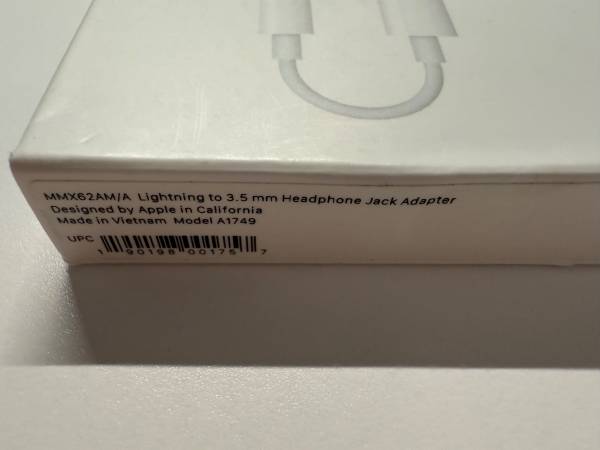 MMX62AM/A Lightning to 3.5 mm Headphone Jack Adapter
Designed by Apple in California
Made in Vietnam Model A1749
UPC
1 90198 00175 7